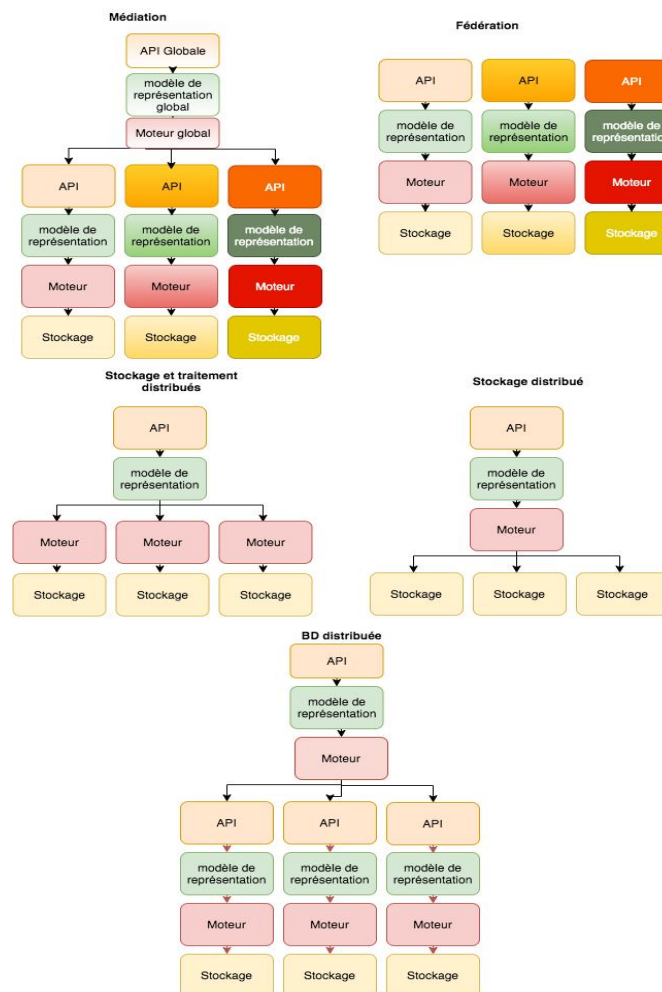 Médiation
API Globale
modèle de
représentation
global
Moteur global
API
API
API
modèle de
représentation
modèle de
représentation
modèle de
représentation
Moteur
Moteur
Moteur
Stockage
Stockage
Stockage
Fédération
API
API
API
modèle de
représentation
modèle de
représentation
modèle de
représentation
Moteur
Moteur
Moteur
Stockage
Stockage
Stockage
Stockage et traitement
distribués
API
modèle de
représentation
Moteur
Moteur
Moteur
Stockage
Stockage
Stockage
Stockage distribué
API
modèle de
représentation
Moteur
Stockage
Stockage
Stockage
BD distribuée
API
modèle de
représentation
Moteur
API
API
API
modèle de
représentation
modèle de
représentation
modèle de
représentation
Moteur
Moteur
Moteur
Stockage
Stockage
Stockage